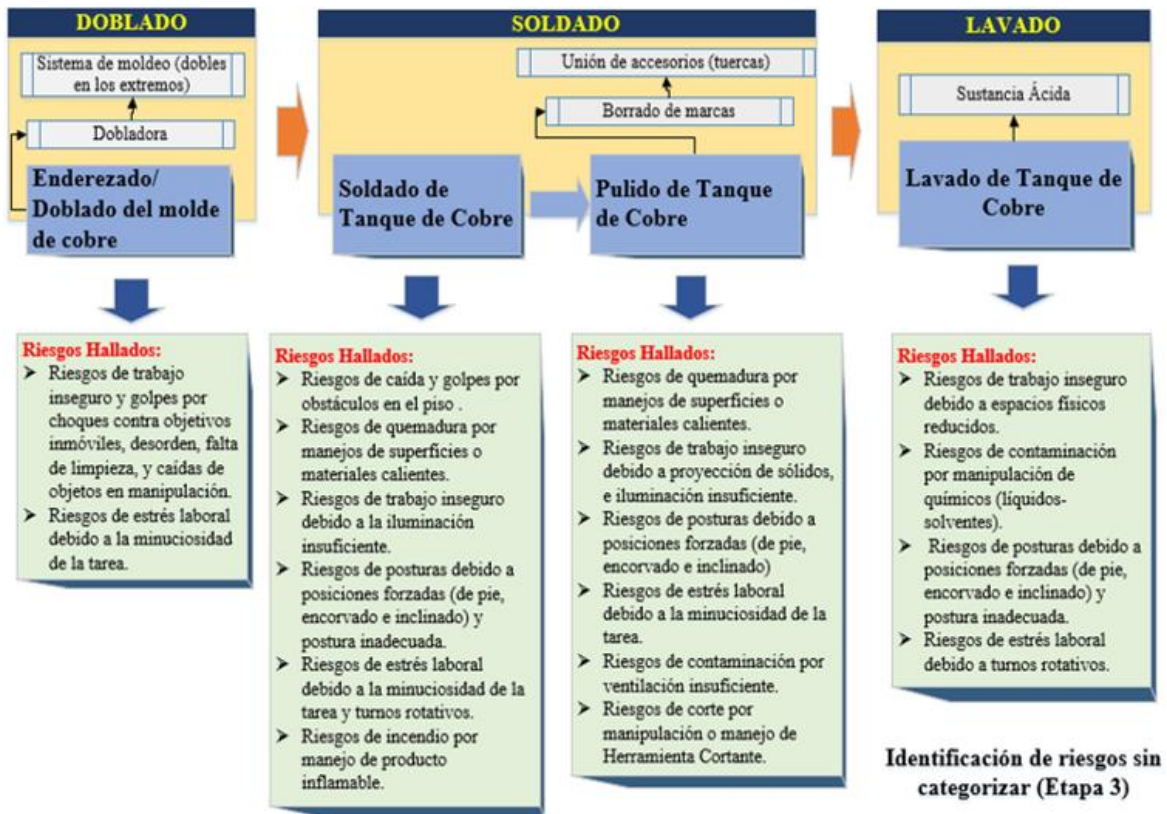 DOBLADO
Sistema de moldeo (dobles
en los extremos)
Dobladora
Enderezado/
Doblado del molde
de cobre
SOLDADO
Unión de accesorios (tuercas)
Borrado de marcas
Soldado de
Tanque de Cobre
Pulido de Tanque
de Cobre
LAVADO
Sustancia Ácida
Lavado de Tanque de
Cobre
Riesgos Hallados:
➤ Riesgos de trabajo
inseguro y golpes por
choques contra objetivos
inmóviles, desorden, falta
de limpieza, y caídas de
objetos en manipulación.
➤ Riesgos de estrés laboral
debido a la minuciosidad
de la tarea.
Riesgos Hallados:
➤ Riesgos de caída y golpes por
obstáculos en el piso .
➤ Riesgos de quemadura por
manejos de superfícies o
materiales calientes.
➤ Riesgos de trabajo inseguro
debido a la iluminación
insuficiente.
➤ Riesgos de posturas debido a
posiciones forzadas (de pie,
encorvado e inclinado) y
postura inadecuada.
➤ Riesgos de estrés laboral
debido a la minuciosidad de la
tarea y turnos rotativos.
➤ Riesgos de incendio por
manejo de producto
inflamable.
Riesgos Hallados:
➤ Riesgos de quemadura por
manejos de superfícies o
materiales calientes.
➤ Riesgos de trabajo inseguro
debido a proyección de sólidos,
e iluminación insuficiente.
➤ Riesgos de posturas debido a
posiciones forzadas (de pie,
encorvado e inclinado)
➤ Riesgos de estrés laboral
debido a la minuciosidad de la
tarea.
➤ Riesgos de contaminación por
ventilación insuficiente.
➤ Riesgos de corte por
manipulación o manejo de
Herramienta Cortante.
Riesgos Hallados:
➤ Riesgos de trabajo inseguro
debido a espacios físicos
reducidos.
➤ Riesgos de contaminación
por manipulación de
químicos (líquidos-
solventes).
➤ Riesgos de posturas debido a
posiciones forzadas (de pie,
encorvado e inclinado) y
postura inadecuada.
➤ Riesgos de estrés laboral
debido a turnos rotativos.
Identificación de riesgos sin
categorizar (Etapa 3)